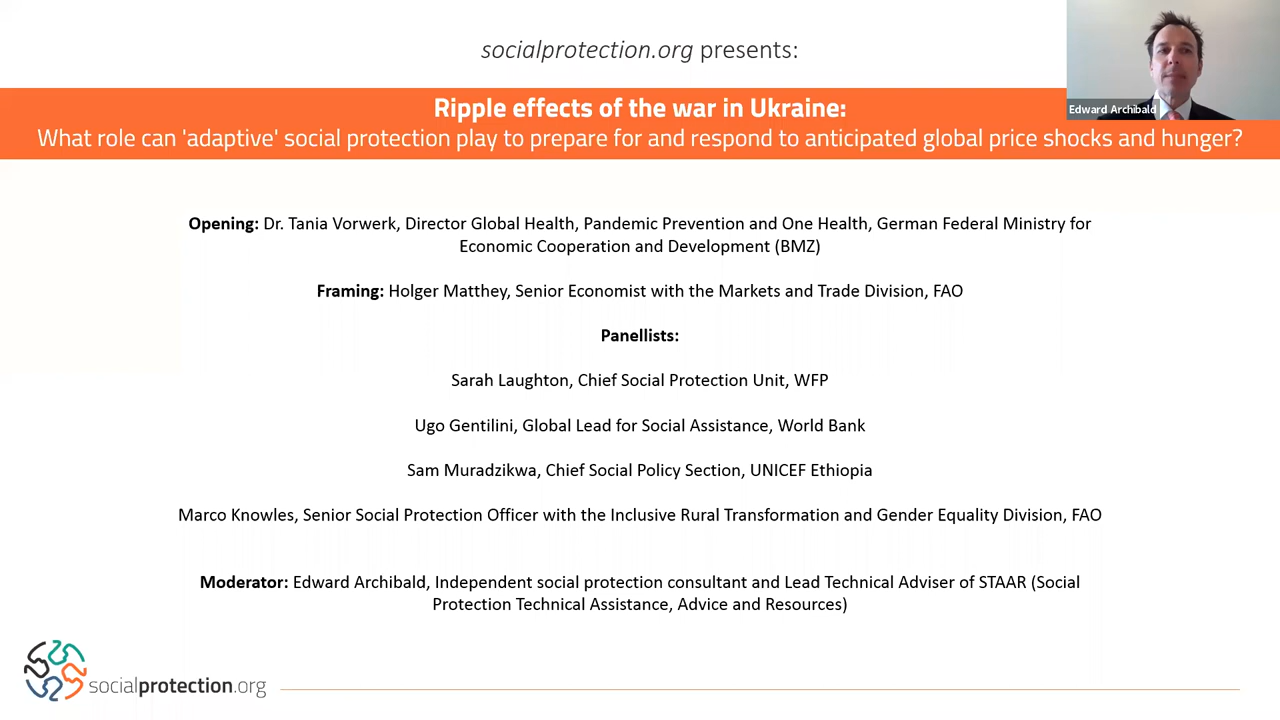 socialprotection.org presents:
Edward Archibald
Ripple effects of the war in Ukraine:
What role can 'adaptive' social protection play to prepare for and respond to anticipated global price shocks and hunger?
Opening: Dr. Tania Vorwerk, Director Global Health, Pandemic Prevention and One Health, German Federal Ministry for
Economic Cooperation and Development (BMZ)
Framing: Holger Matthey, Senior Economist with the Markets and Trade Division, FAO
Panellists:
Sarah Laughton, Chief Social Protection Unit, WFP
Ugo Gentilini, Global Lead for Social Assistance, World Bank
Sam Muradzikwa, Chief Social Policy Section, UNICEF Ethiopia
Marco Knowles, Senior Social Protection Officer with the Inclusive Rural Transformation and Gender Equality Division, FAO
Moderator: Edward Archibald, Independent social protection consultant and Lead Technical Adviser of STAAR (Social
Protection Technical Assistance, Advice and Resources)
socialprotection.org